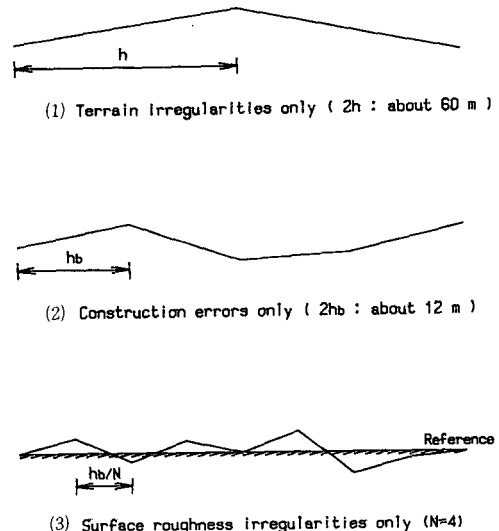 h
(1) Terrain irregularities only ( 2h : about 60 m )
hb
(2) Construction errors only ( 2hb : about 12 m )
Reference
hb/N
(3) Surface roughness irregularities only (N=4)